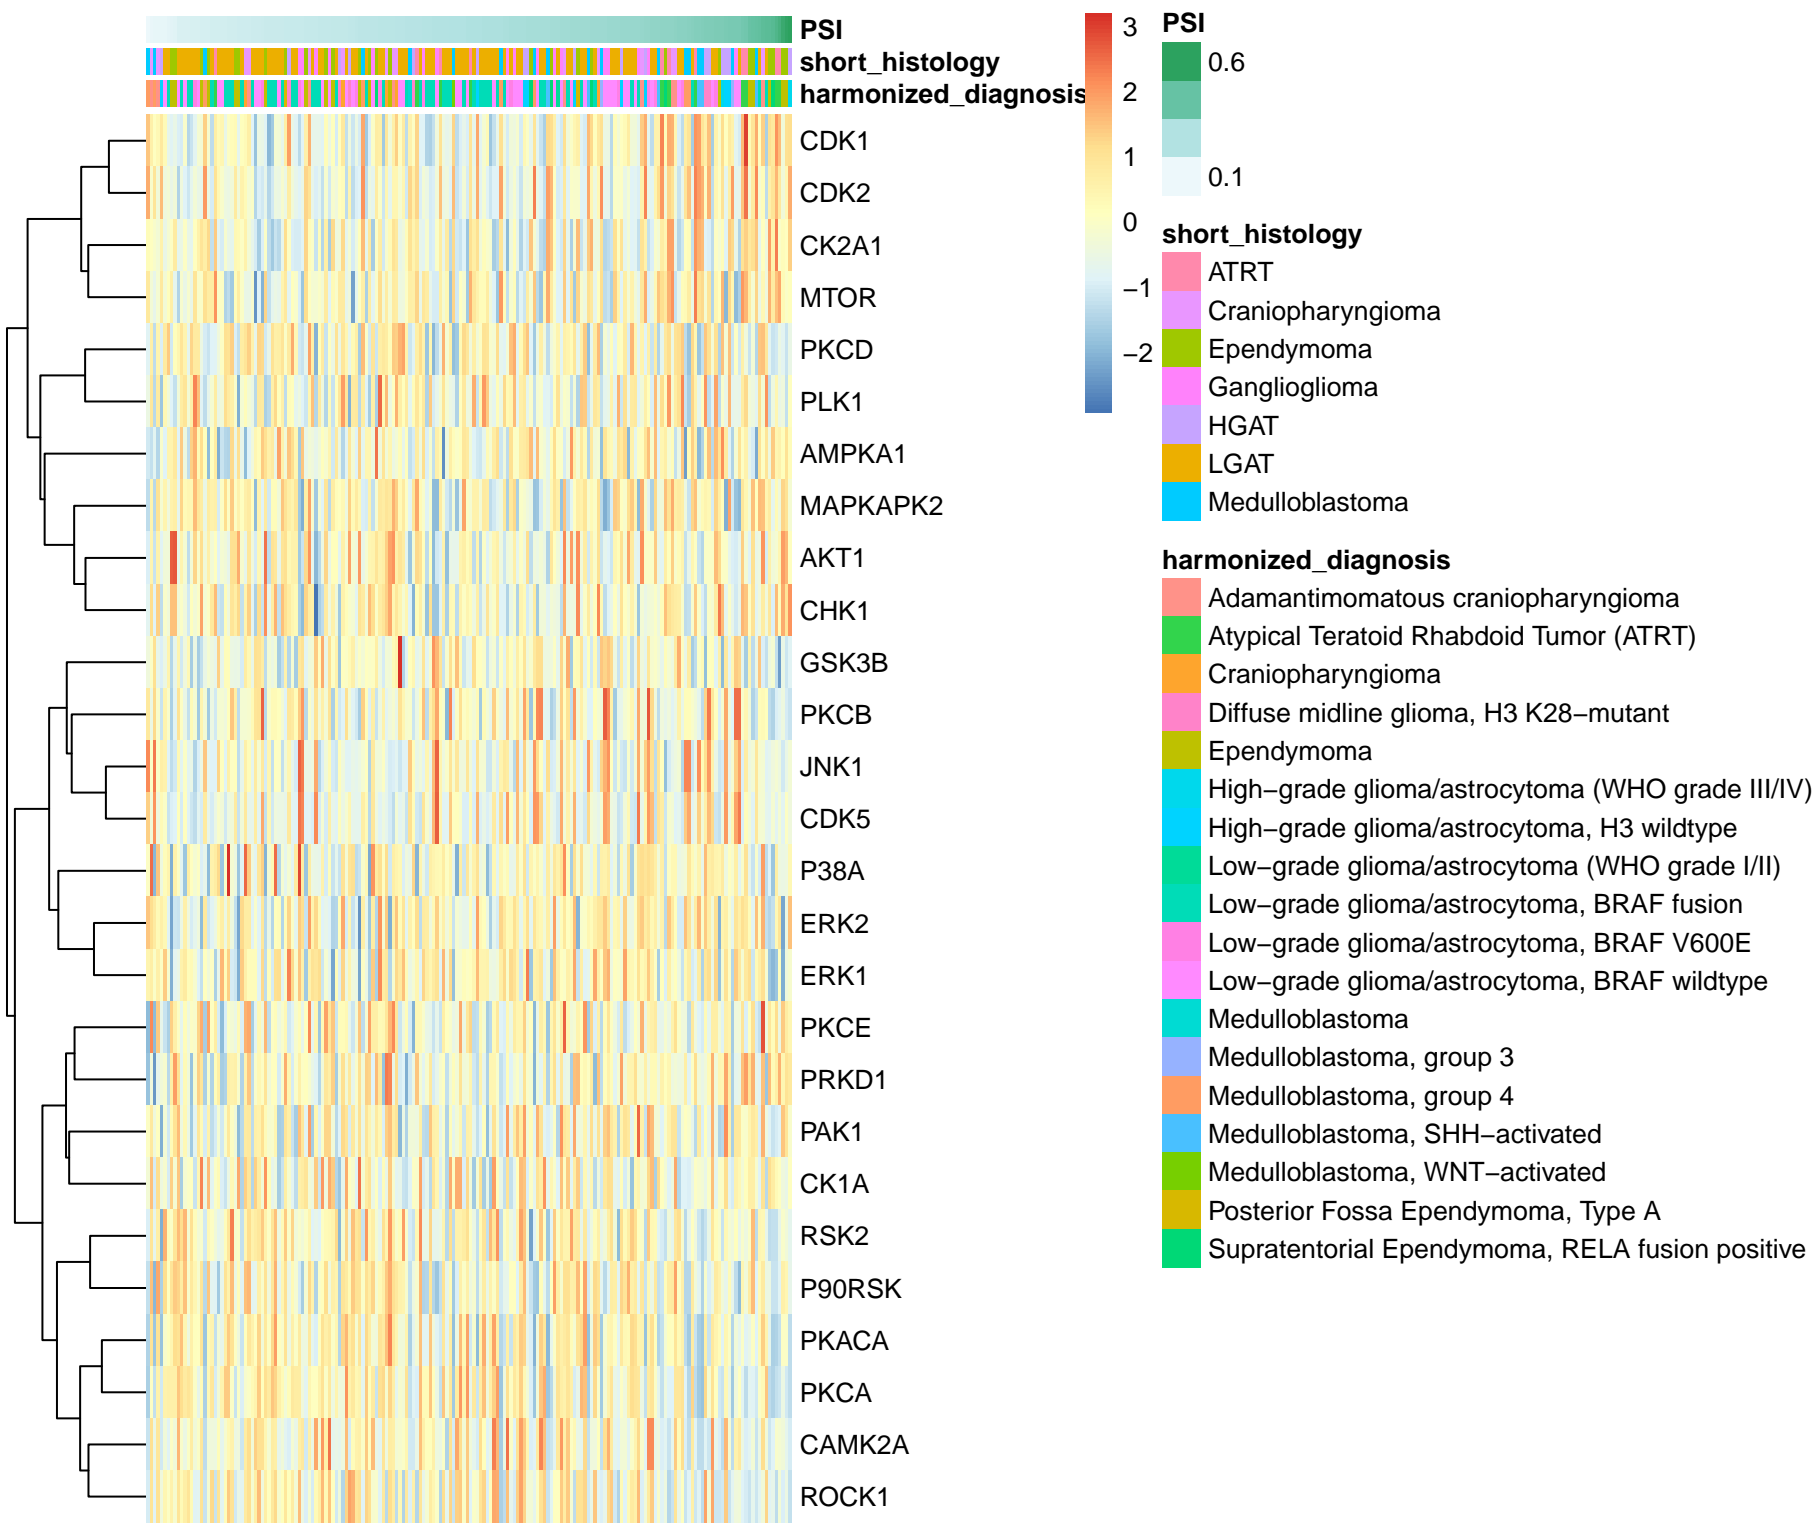 PSI
short_histology
harmonized_diagnosis
CDK1
CDK2
CK2A1
MTOR
PKCD
PLK1
AMPKA1
MAPKAPK2
AKT1
CHK1
GSK3B
PKCB
JNK1
CDK5
P38A
ERK2
ERK1
PKCE
PRKD1
PAK1
CK1A
RSK2
P90RSK
PKACA
PKCA
CAMK2A
ROCK1
3
2
1
0
−1
−2
PSI
0.6
0.1
short_histology
ATRT
Craniopharyngioma
Ependymoma
Ganglioglioma
HGAT
LGAT
Medulloblastoma
harmonized_diagnosis
Adamantimomatous craniopharyngioma
Atypical Teratoid Rhabdoid Tumor (ATRT)
Craniopharyngioma
Diffuse midline glioma, H3 K28−mutant
Ependymoma
High−grade glioma/astrocytoma (WHO grade III/IV)
High−grade glioma/astrocytoma, H3 wildtype
Low−grade glioma/astrocytoma (WHO grade I/II)
Low−grade glioma/astrocytoma, BRAF fusion
Low−grade glioma/astrocytoma, BRAF V600E
Low−grade glioma/astrocytoma, BRAF wildtype
Medulloblastoma
Medulloblastoma, group 3
Medulloblastoma, group 4
Medulloblastoma, SHH−activated
Medulloblastoma, WNT−activated
Posterior Fossa Ependymoma, Type A
Supratentorial Ependymoma, RELA fusion positive